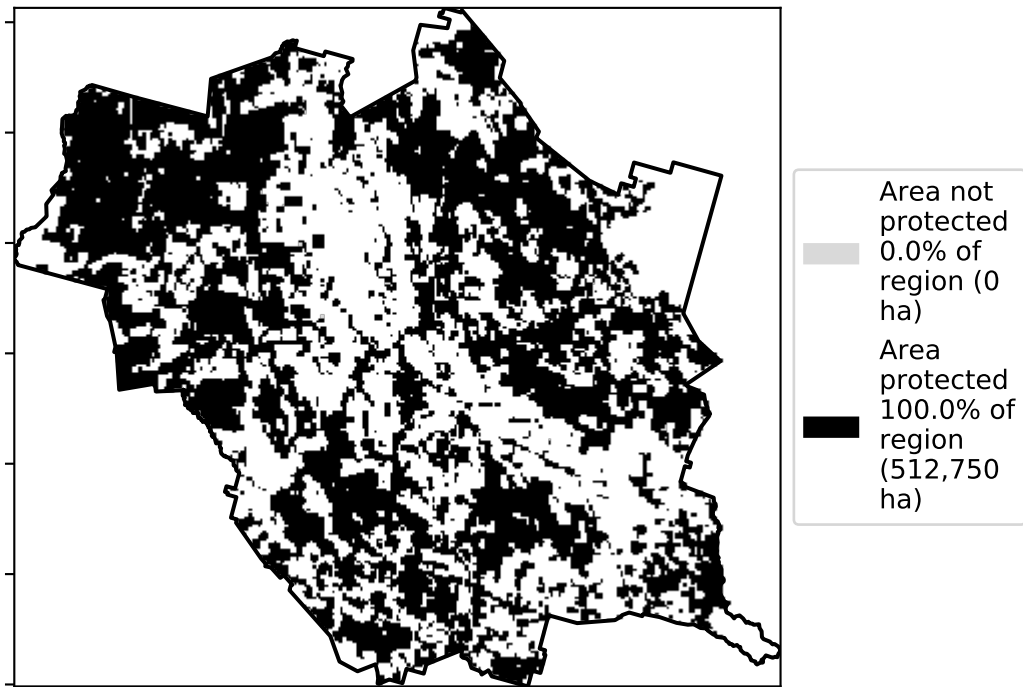 Area not
protected
0.0% of
region (0
ha)
Area
protected
100.0% of
region
(512,750
ha)